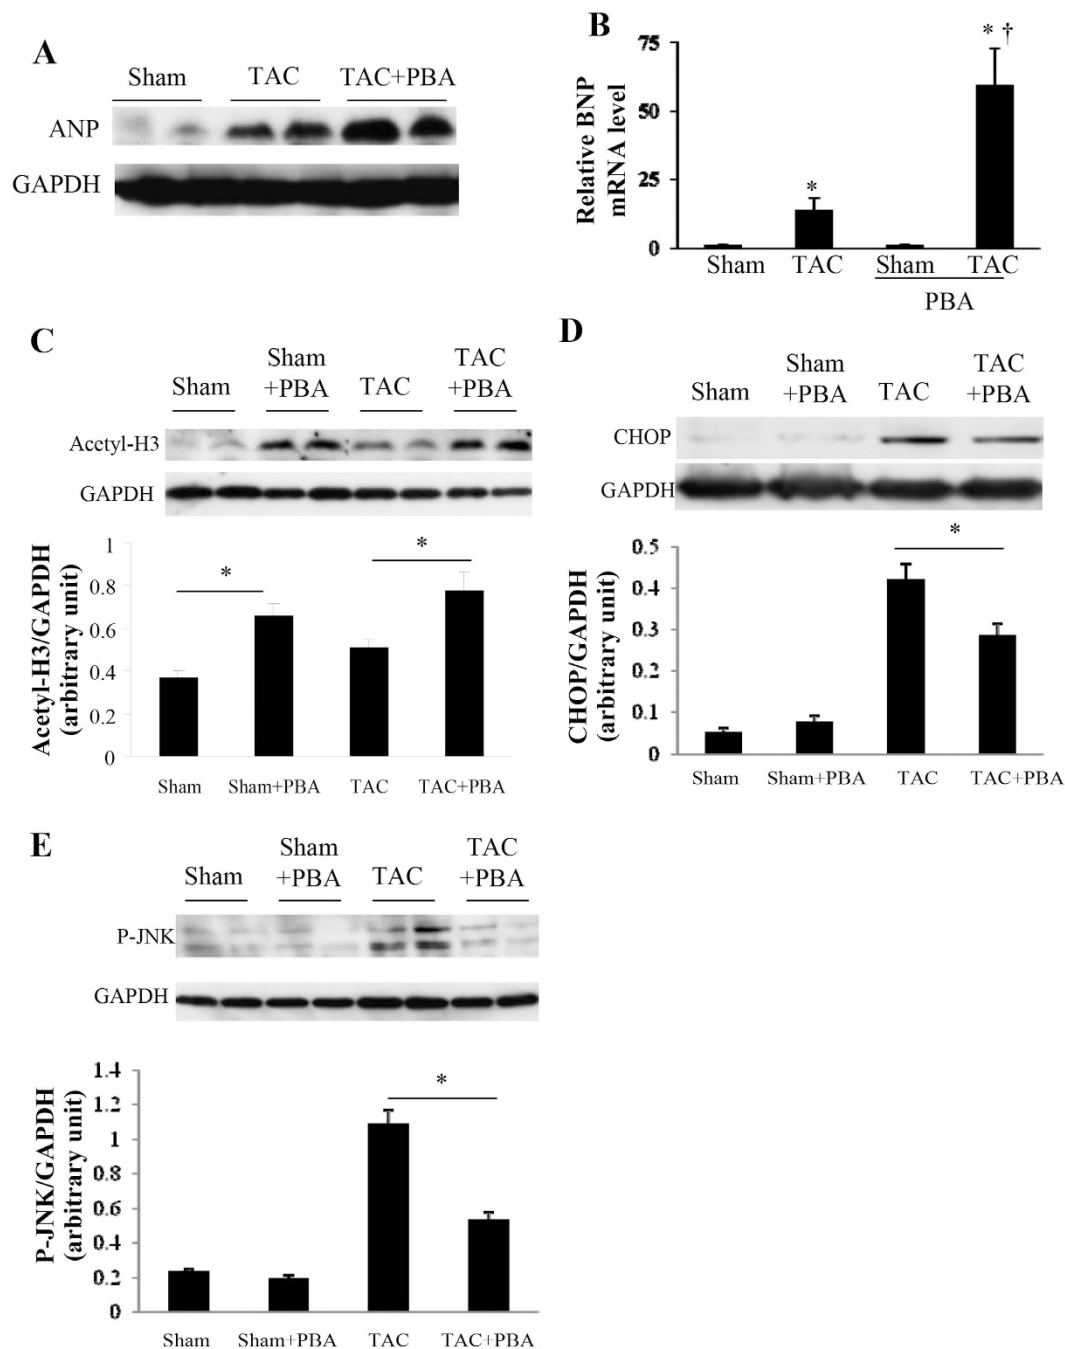 A
Sham TAC TAC+PBA
ANP
GAPDH
B
Relative BNP
mRNA level
75
50
25
0
* * †
Sham TAC Sham TAC
PBA
C
Sham Sham
+PBA TAC TAC
+PBA
Acetyl-H3
GAPDH
Acetyl-H3/GAPDH
(arbitrary unit)
1
0.8
0.6
0.4
0.2
0
* *
Sham Sham+PBA TAC TAC+PBA
D
Sham Sham
+PBA TAC TAC
+PBA
CHOP
GAPDH
CHOP/GAPDH
(arbitrary unit)
0.5
0.4
0.3
0.2
0.1
0
*
Sham Sham+PBA TAC TAC+PBA
E
Sham Sham
+PBA TAC TAC
+PBA
P-JNK
GAPDH
P-JNK/GAPDH
(arbitrary unit)
1.4
1.2
1
0.8
0.6
0.4
0.2
0
*
Sham Sham+PBA TAC TAC+PBA